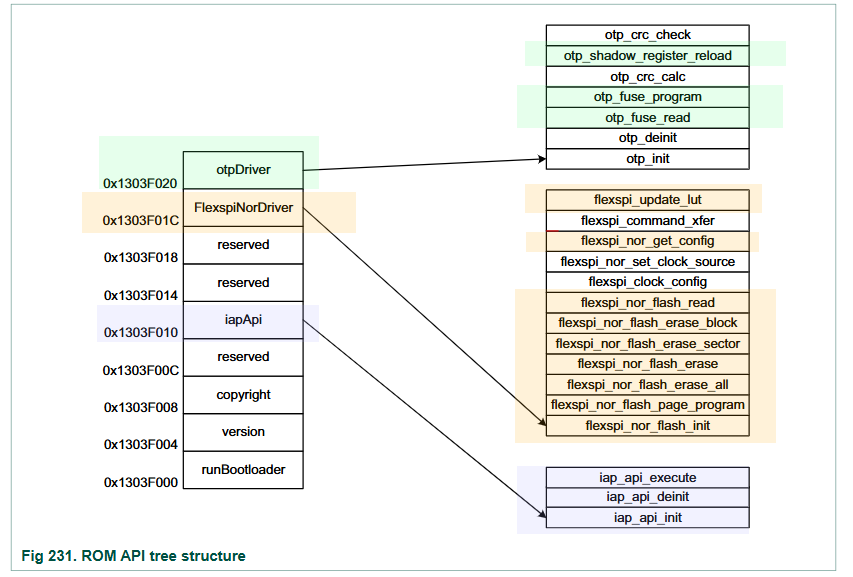 otp_crc_check
otp_shadow_register_reload
otp_crc_calc
otp_fuse_program
otp_fuse_read
otp_deinit
otp_init
otpDriver
0x1303F020
FlexspiNorDriver
0x1303F01C
reserved
0x1303F018
reserved
0x1303F014
iapApi
0x1303F010
reserved
0x1303F00C
copyright
0x1303F008
version
0x1303F004
runBootloader
0x1303F000
flexspi_update_lut
flexspi_command_xfer
flexspi_nor_get_config
flexspi_nor_set_clock_source
flexspi_clock_config
flexspi_nor_flash_read
flexspi_nor_flash_erase_block
flexspi_nor_flash_erase_sector
flexspi_nor_flash_erase
flexspi_nor_flash_erase_all
flexspi_nor_flash_page_program
flexspi_nor_flash_init
iap_api_execute
iap_api_deinit
iap_api_init
Fig 231. ROM API tree structure